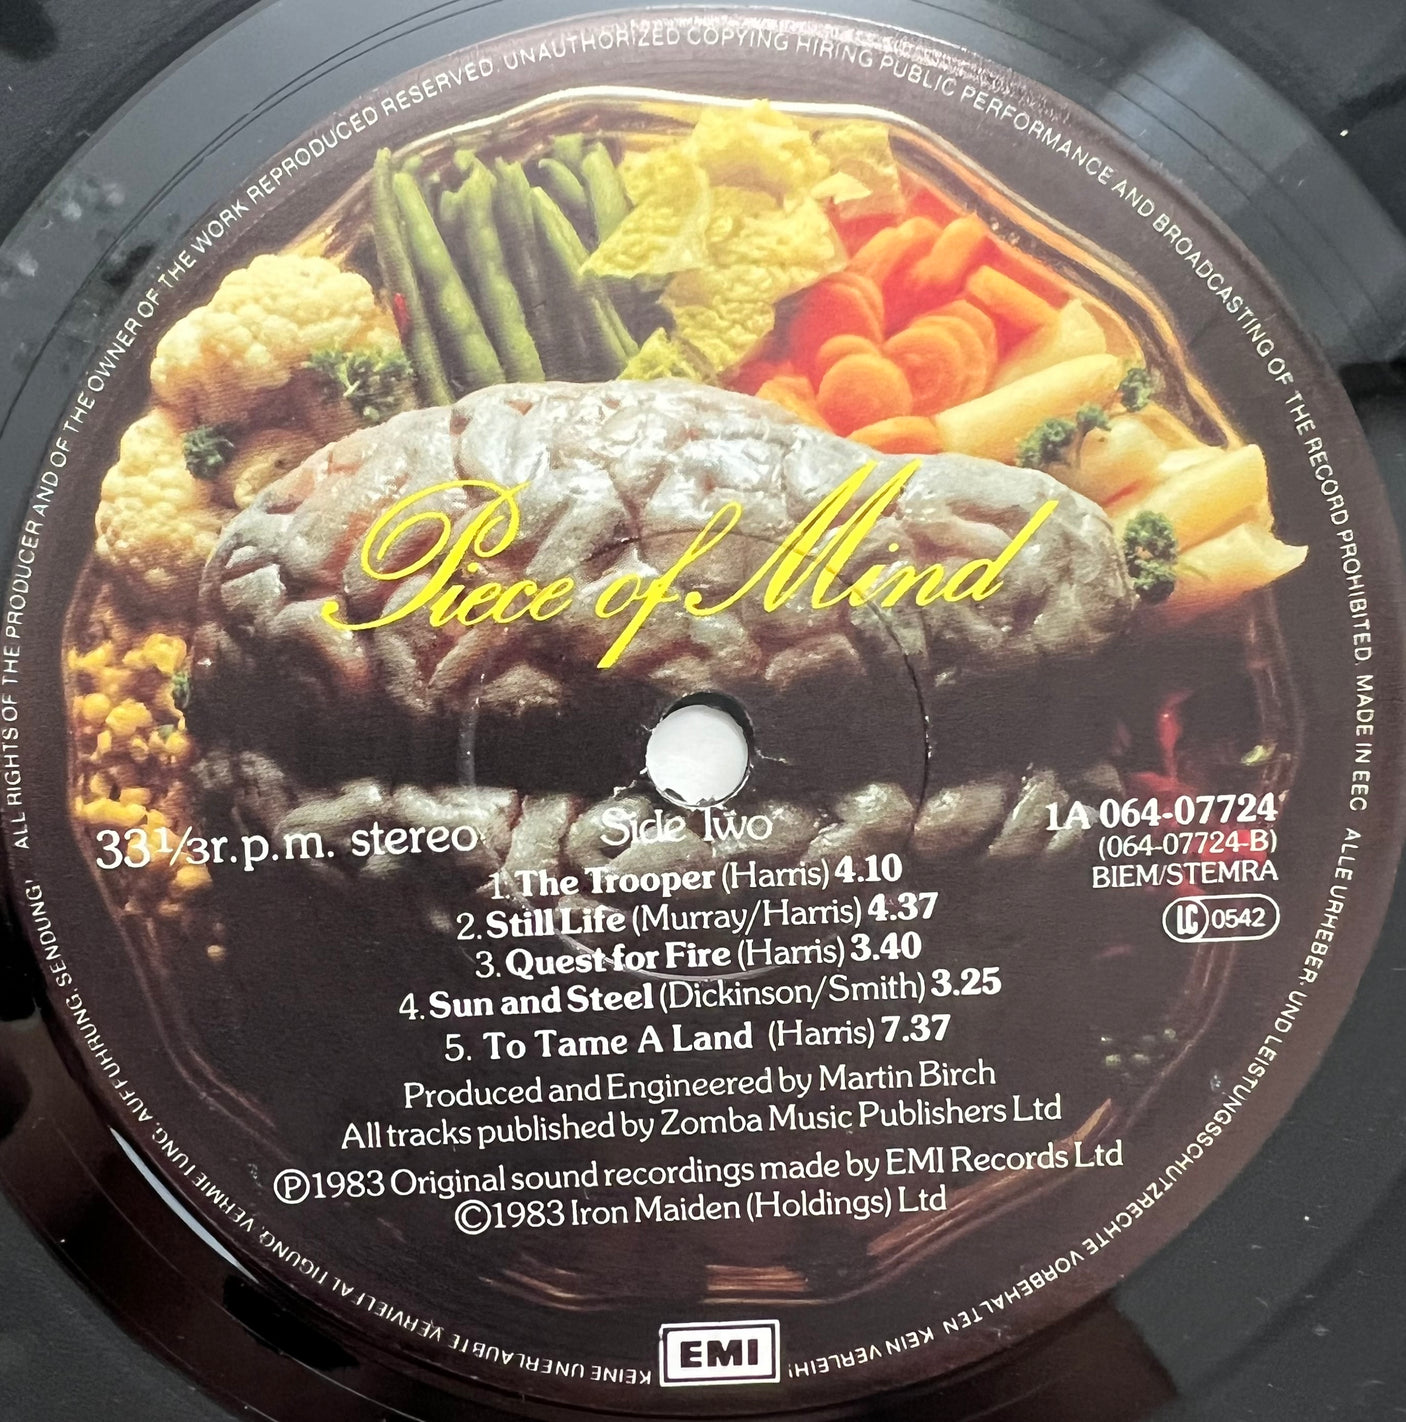 ALL RIGHTS OF THE PRODUCER AND OF THE OWNER OF THE WORK REPRODUCED RESERVED. UNAUTHORIZED COPYING HIRING PUBLIC PERFORMANCE AND BROADCASTING OF THE RECORD PROHIBITED. MADE IN EEC
Piece of Mind
33⅓r.p.m. stereo
Side Two
1A 064-07724
(064-07724-B)
BIEM/STEMRA
LC 0542
1. The Trooper (Harris) 4.10
2. Still Life (Murray/Harris) 4.37
3. Quest for Fire (Harris) 3.40
4. Sun and Steel (Dickinson/Smith) 3.25
5. To Tame A Land (Harris) 7.37
Produced and Engineered by Martin Birch
All tracks published by Zomba Music Publishers Ltd
Ⓟ1983 Original sound recordings made by EMI Records Ltd
©1983 Iron Maiden (Holdings) Ltd
EMI
ALLE URHEBER- UND LEISTUNGSSCHUTZRECHTE VORBEHALTEN KEIN VERLEIH! KEINE UNERLAUBTE VERVIELFALTIGUNG, VERMIETUNG, AUFFUHRUNG, SENDUNG!